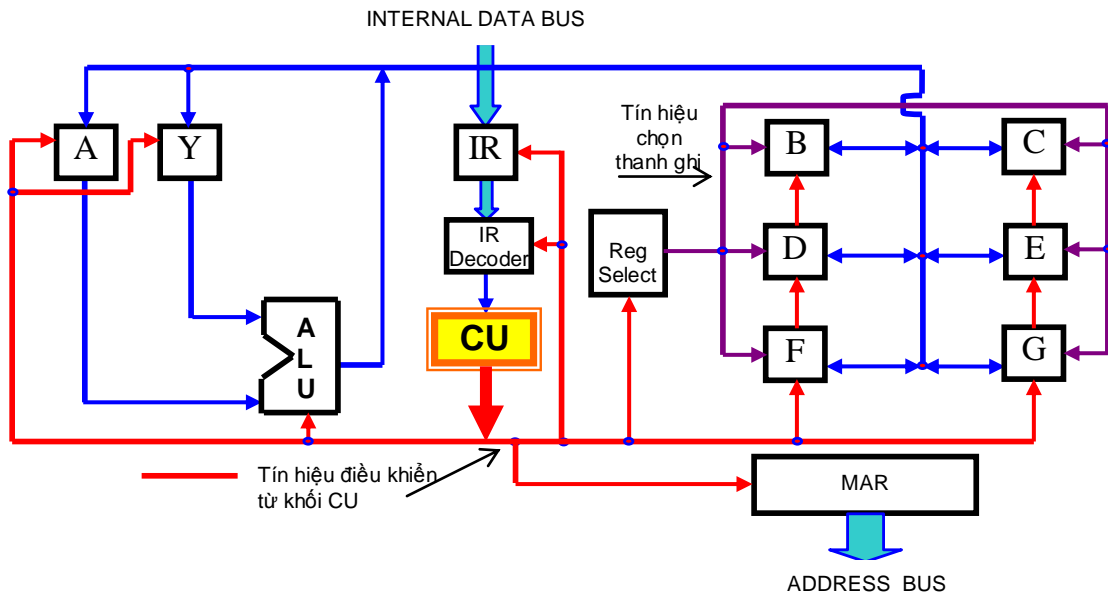 INTERNAL DATA BUS
Tín hiệu
chọn
thanh ghi
A
Y
IR
B
C
IR
Decoder
Reg
Select
D
E
A
L
U
CU
F
G
Tín hiệu điều khiển
từ khối CU
MAR
ADDRESS BUS